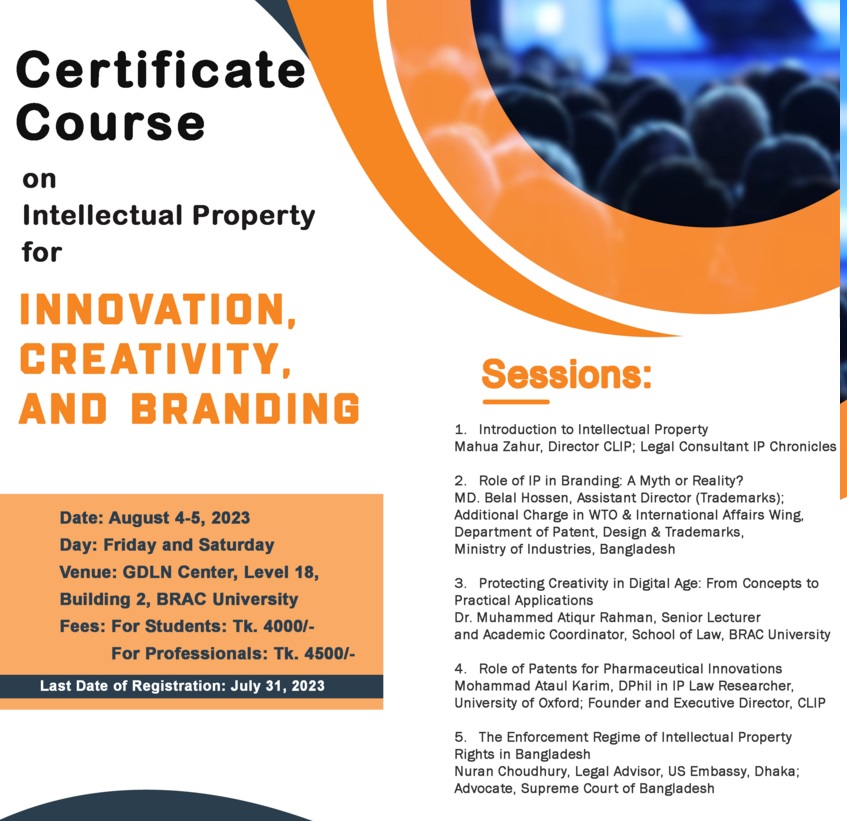 Certificate
Course
on
Intellectual Property
for
INNOVATION,
CREATIVITY,
AND BRANDING
Date: August 4-5, 2023
Day: Friday and Saturday
Venue: GDLN Center, Level 18,
Building 2, BRAC University
Fees: For Students: Tk. 4000/-
For Professionals: Tk. 4500/-
Last Date of Registration: July 31, 2023
Sessions:
1. Introduction to Intellectual Property
Mahua Zahur, Director CLIP; Legal Consultant IP Chronicles
2. Role of IP in Branding: A Myth or Reality?
MD. Belal Hossen, Assistant Director (Trademarks);
Additional Charge in WTO & International Affairs Wing,
Department of Patent, Design & Trademarks,
Ministry of Industries, Bangladesh
3. Protecting Creativity in Digital Age: From Concepts to
Practical Applications
Dr. Muhammed Atiqur Rahman, Senior Lecturer
and Academic Coordinator, School of Law, BRAC University
4. Role of Patents for Pharmaceutical Innovations
Mohammad Ataul Karim, DPhil in IP Law Researcher,
University of Oxford; Founder and Executive Director, CLIP
5. The Enforcement Regime of Intellectual Property
Rights in Bangladesh
Nuran Choudhury, Legal Advisor, US Embassy, Dhaka;
Advocate, Supreme Court of Bangladesh